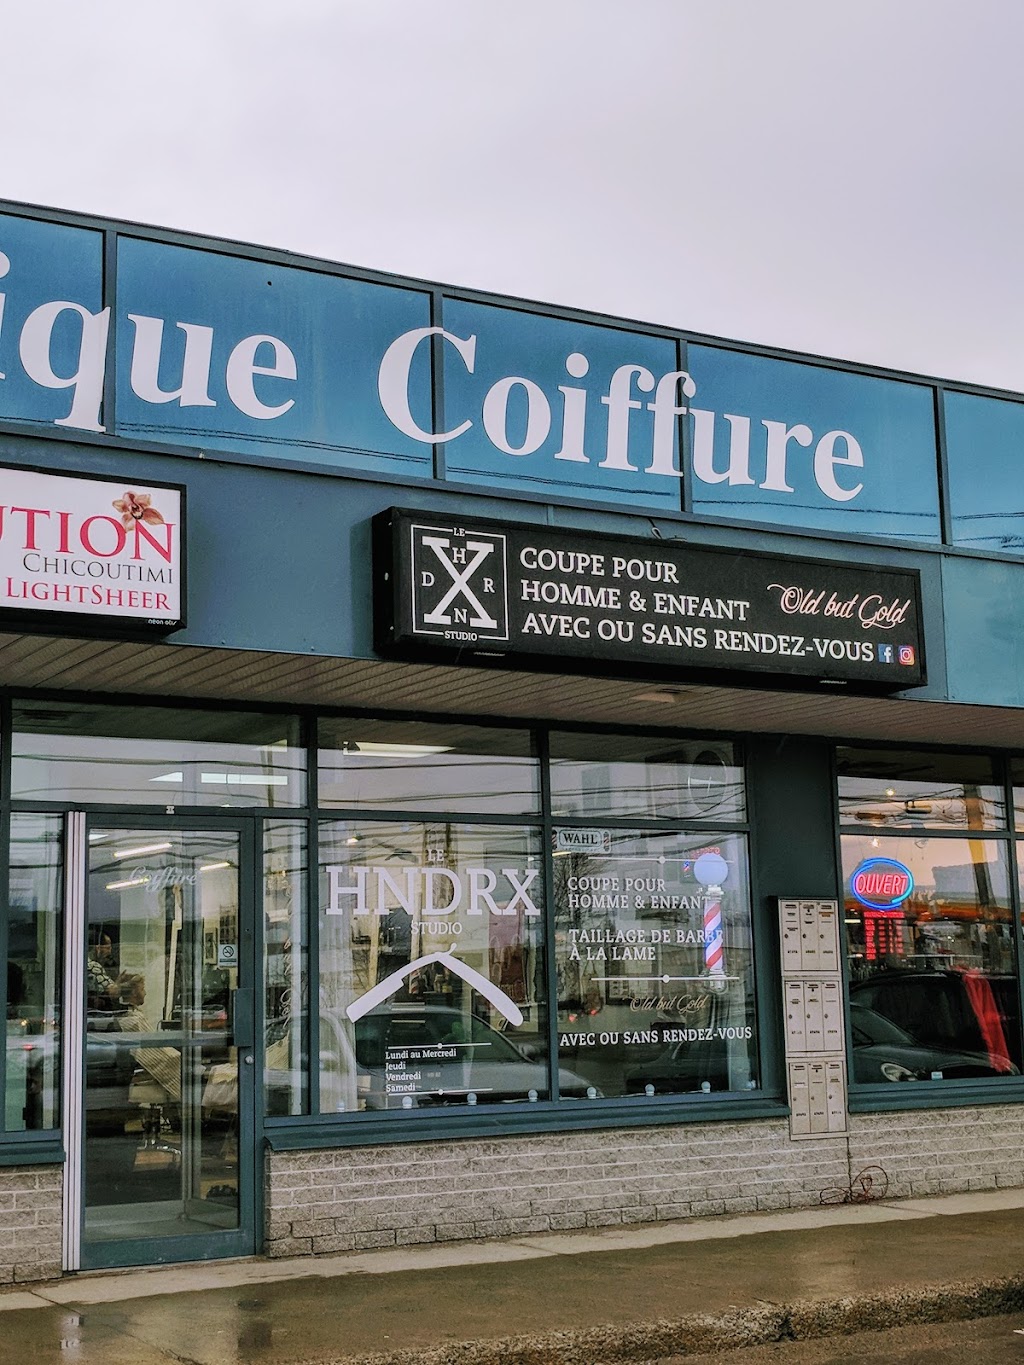 ique Coiffure
UTION
CHICOUTIMI
LIGHTSHEER
neon otis
LE
H
D X R
N
STUDIO
COUPE POUR
HOMME & ENFANT
AVEC OU SANS RENDEZ-VOUS
Old but Gold
Coiffure
LE
HNDRX
STUDIO
Lundi au Mercredi
Jeudi
Vendredi
Samedi
WAHL
COUPE POUR
HOMME & ENFANT
TAILLAGE DE BARBE
À LA LAME
Old but Gold
AVEC OU SANS RENDEZ-VOUS
OUVERT